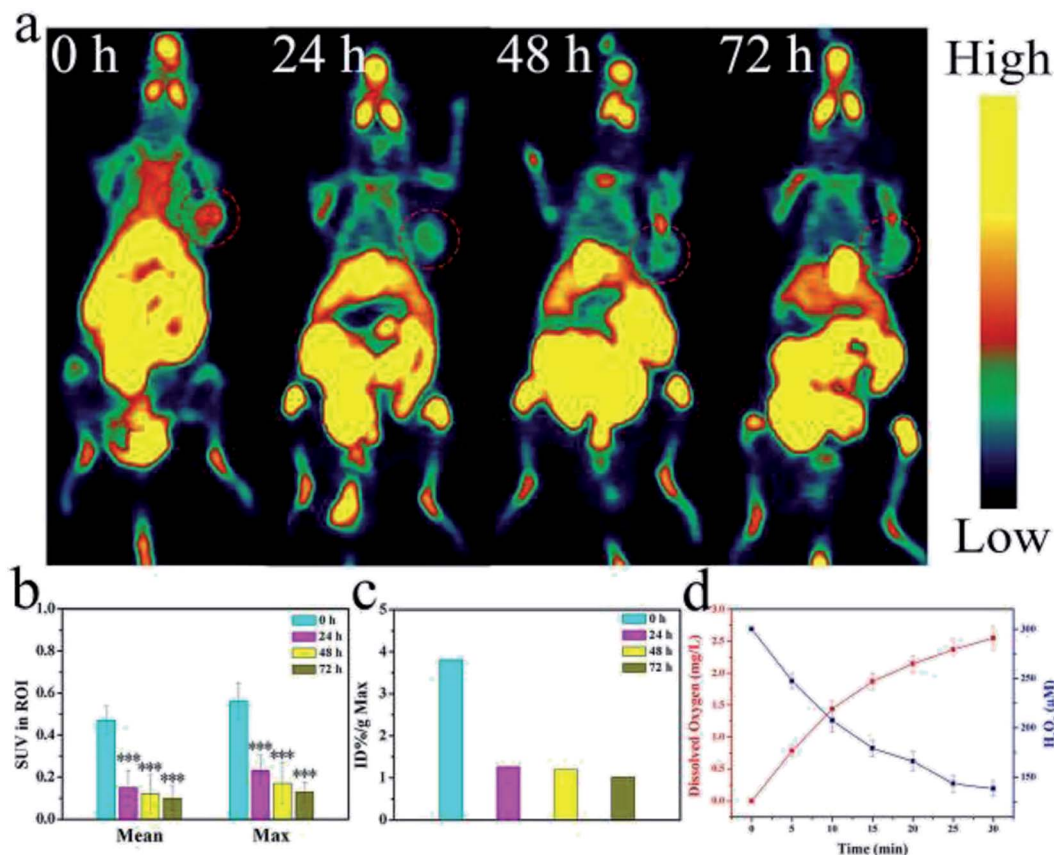 a
0 h
24 h
48 h
72 h
High
Low
b
SUV in ROI
1.0
0.8
0.6
0.4
0.2
0.0
0 h
24 h
48 h
72 h
***
***
***
***
***
***
Mean
Max
c
ID%/g Max
5
4
3
2
1
0
0 h
24 h
48 h
72 h
d
Dissolved Oxygen (mg/L)
3.0
2.5
2.0
1.5
1.0
0.5
0.0
300
250
200
150
H₂O₂ (μM)
0
5
10
15
20
25
30
Time (min)